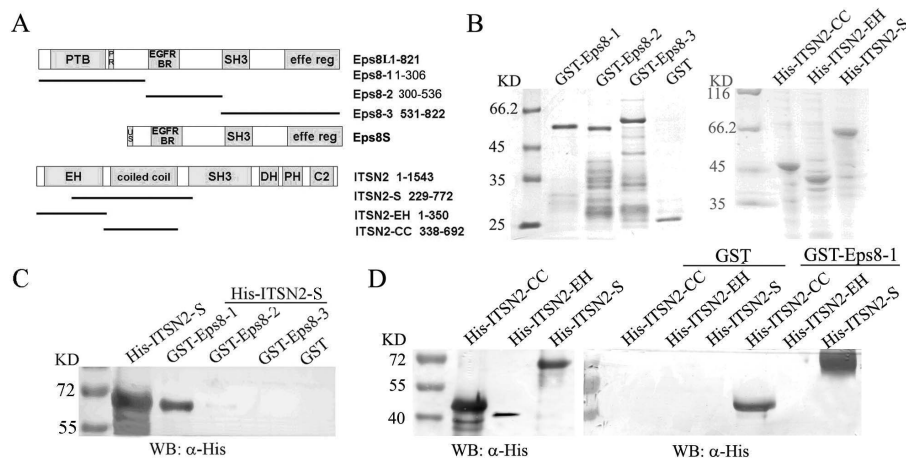 A
PTB PR EGFR BR SH3 effe reg Eps8L1-821
Eps8-1 1-306
Eps8-2 300-536
Eps8-3 531-822
US EGFR BR SH3 effe reg Eps8S
EH coiled coil SH3 DH PH C2 ITSN2 1-1543
ITSN2-S 229-772
ITSN2-EH 1-350
ITSN2-CC 338-692
B
KD GST-Eps8-1 GST-Eps8-2 GST-Eps8-3 GST
66.2
45
35
25
KD His-ITSN2-CC His-ITSN2-EH His-ITSN2-S
116
66.2
45
35
C
His-ITSN2-S
KD His-ITSN2-S GST-Eps8-1 GST-Eps8-2 GST-Eps8-3 GST
72
55
WB: α-His
D
KD His-ITSN2-CC His-ITSN2-EH His-ITSN2-S
72
55
40
WB: α-His
GST GST-Eps8-1
His-ITSN2-CC His-ITSN2-EH His-ITSN2-S His-ITSN2-CC His-ITSN2-EH His-ITSN2-S
WB: α-His